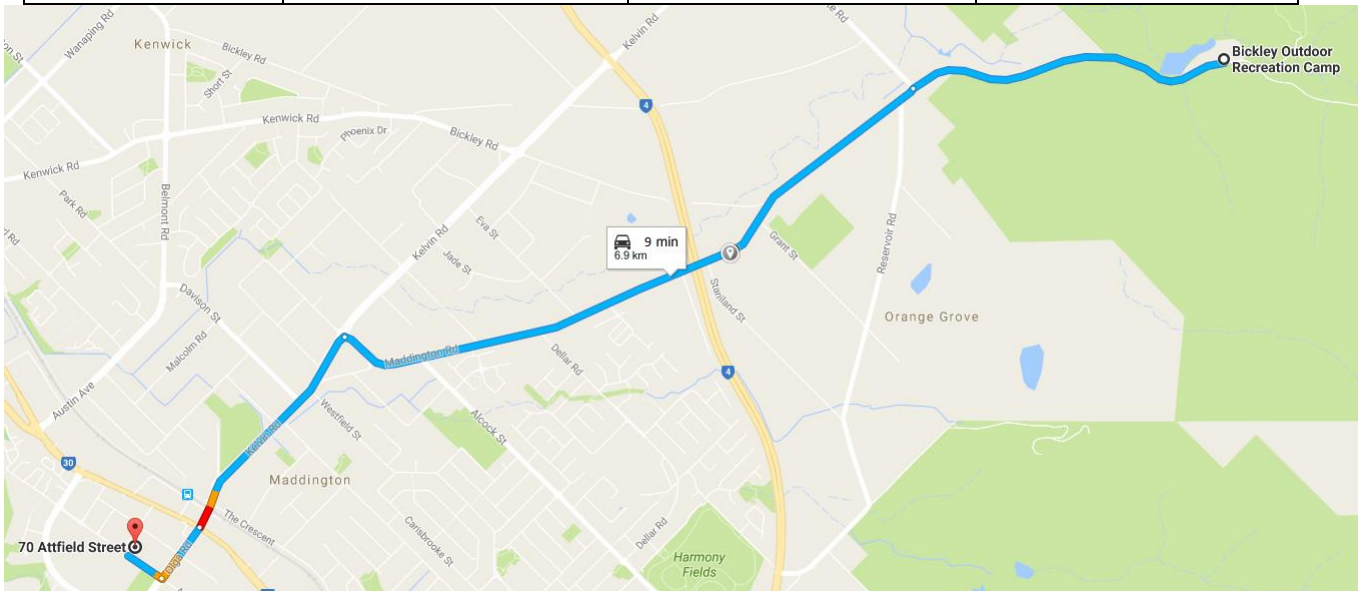 Wanaping Rd
Kenwick
Bickley Rd
Short St
Kelvin Rd
4
Bickley Outdoor
Recreation Camp
Kenwick Rd
Phoenix Dr
Bickley Rd
Kenwick Rd
Park Rd
Belmont Rd
Eva St
Kelvin Rd
Jade St
9 min
6.9 km
Grant St
Reservoir Rd
Davison St
Staniland St
Orange Grove
Malcolm Rd
Maddington Rd
Dellar Rd
4
Austin Ave
Westfield St
Alcock St
Kelvin Rd
30
Maddington
The Crescent
Carisbrooke St
Dellar Rd
70 Attfield Street
Olga Rd
Harmony
Fields